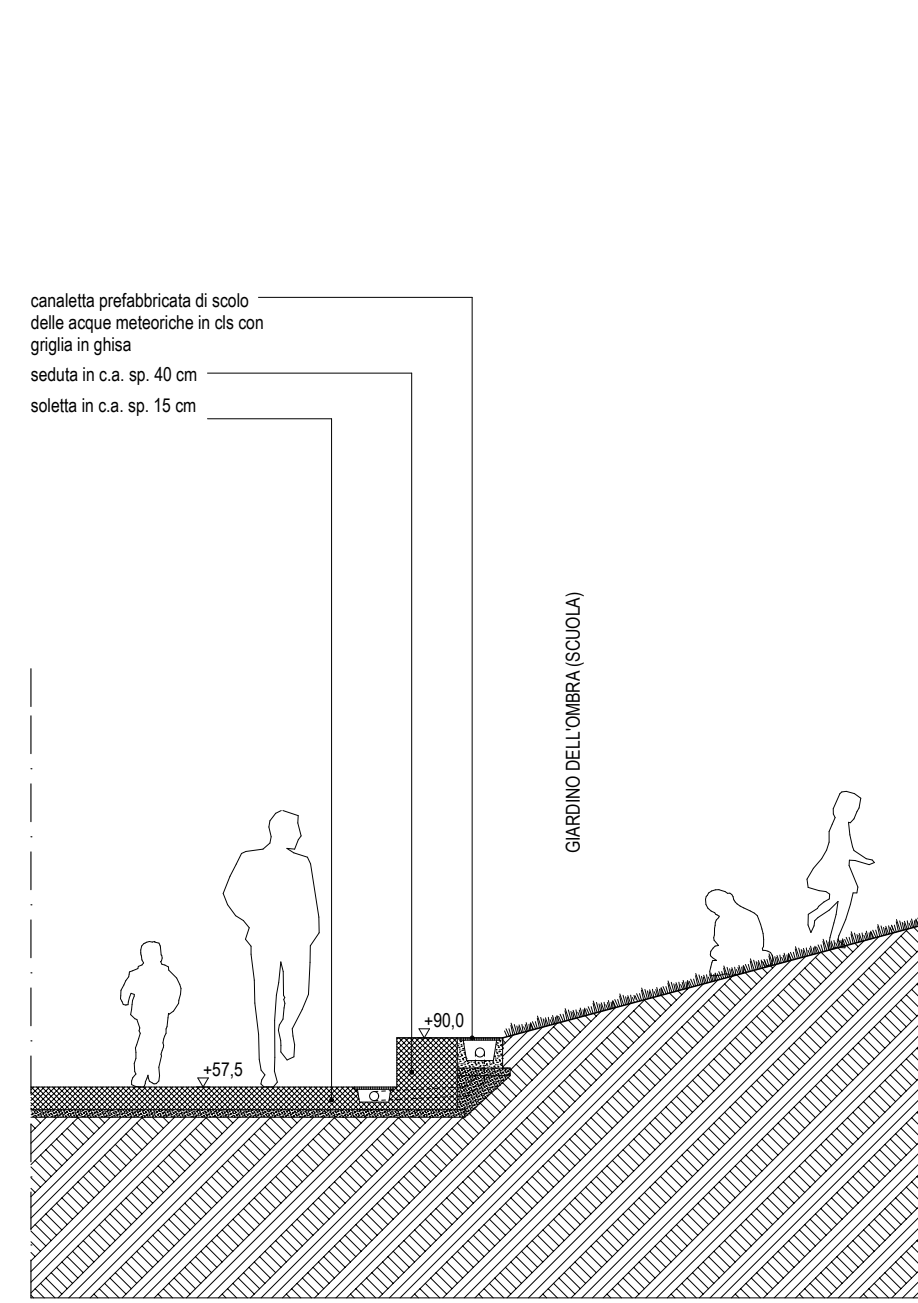 canaletta prefabbricata di scolo
delle acque meteoriche in cls con
griglia in ghisa
seduta in c.a. sp. 40 cm
soletta in c.a. sp. 15 cm
GIARDINO DELL'OMBRA (SCUOLA)
+90,0
+57,5